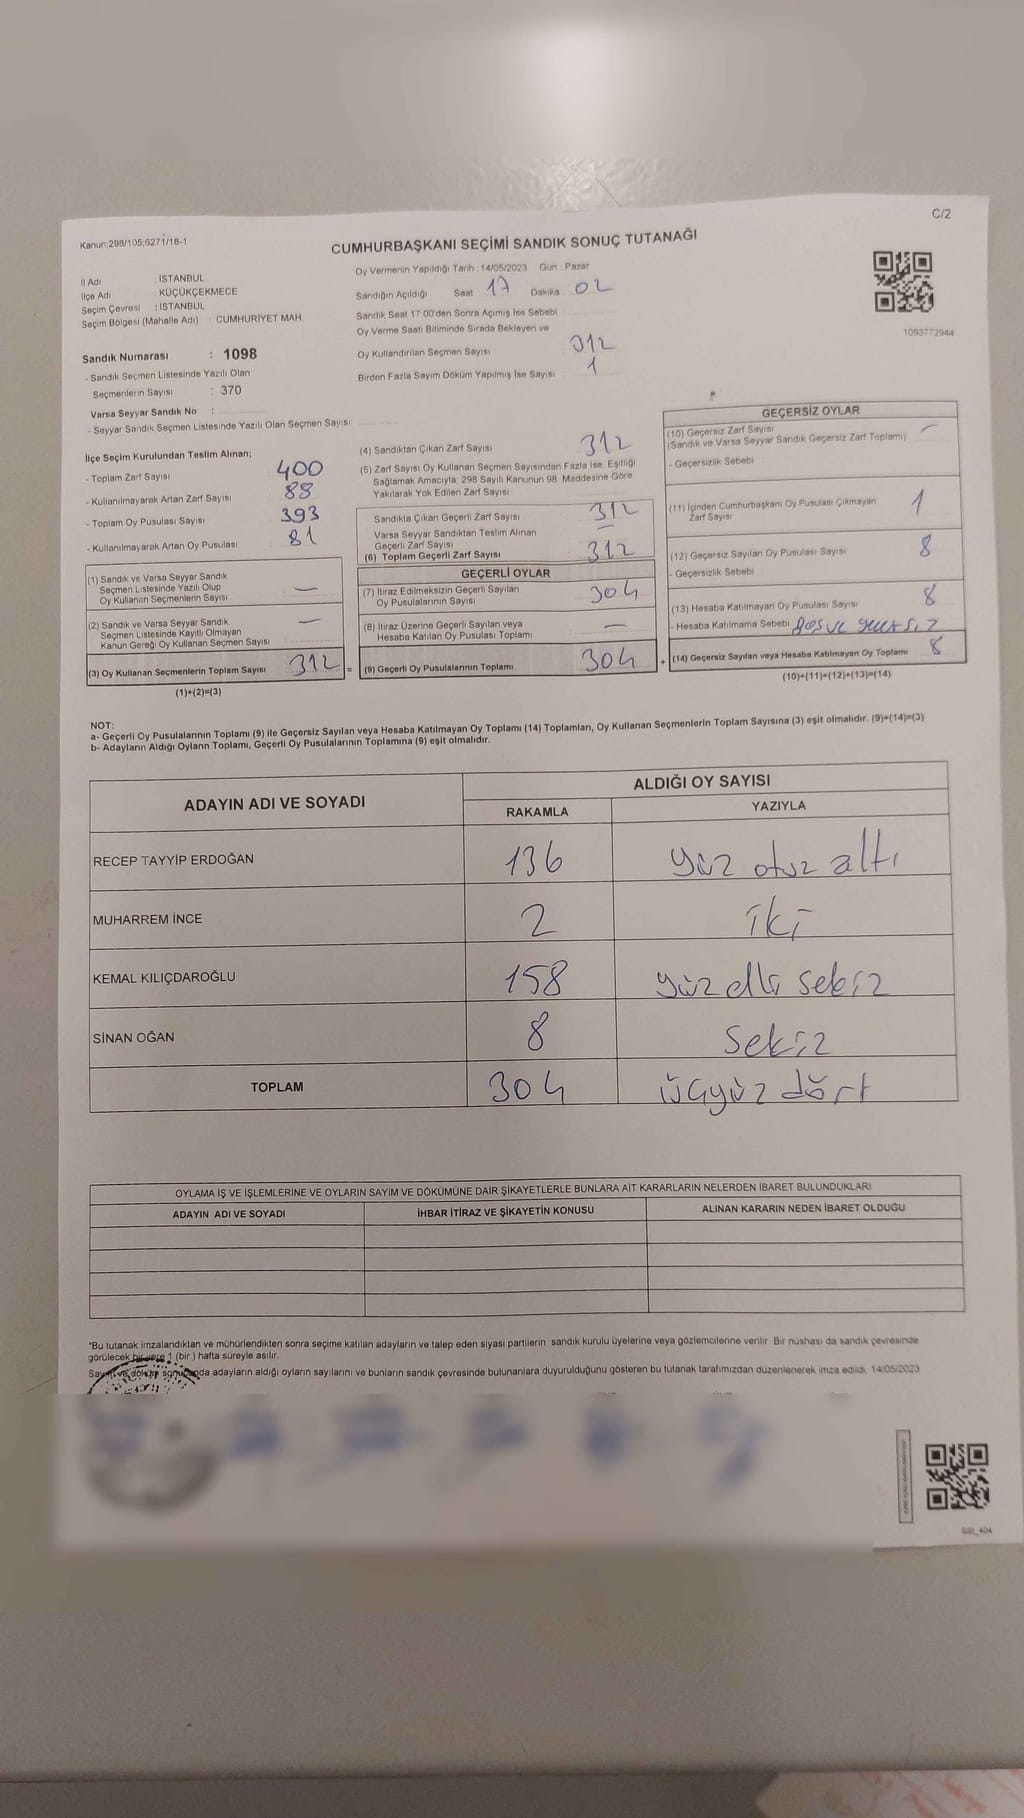 C/2
Kanun:298/105;6271/18-1
CUMHURBAŞKANI SEÇİMİ SANDIK SONUÇ TUTANAĞI
İl Adı : İSTANBUL
İlçe Adı : KÜÇÜKÇEKMECE
Seçim Çevresi : İSTANBUL
Seçim Bölgesi (Mahalle Adı) : CUMHURİYET MAH.
Sandık Numarası : 1098
- Sandık Seçmen Listesinde Yazılı Olan
Seçmenlerin Sayısı : 370
Varsa Seyyar Sandık No :
- Seyyar Sandık Seçmen Listesinde Yazılı Olan Seçmen Sayısı:
Oy Vermenin Yapıldığı Tarih : 14/05/2023 Gün : Pazar
Sandığın Açıldığı Saat 17 Dakika 02
Sandık Saat 17.00'den Sonra Açımış İse Sebebi
Oy Verme Saati Bitiminde Sırada Bekleyen ve
Oy Kullandırılan Seçmen Sayısı 312
Birden Fazla Sayım Döküm Yapılmış İse Sayısı 1
1093772944
İlçe Seçim Kurulundan Teslim Alınan;
- Toplam Zarf Sayısı 400
- Kullanılmayarak Artan Zarf Sayısı 88
- Toplam Oy Pusulası Sayısı 393
- Kullanılmayarak Artan Oy Pusulası 81
(1) Sandık ve Varsa Seyyar Sandık
Seçmen Listesinde Yazılı Olup
Oy Kullanan Seçmenlerin Sayısı —
(2) Sandık ve Varsa Seyyar Sandık
Seçmen Listesinde Kayıtlı Olmayan
Kanun Gereği Oy Kullanan Seçmen Sayısı —
(3) Oy Kullanan Seçmenlerin Toplam Sayısı 312 =
(1)+(2)=(3)
(4) Sandıktan Çıkan Zarf Sayısı 312
(5) Zarf Sayısı Oy Kullanan Seçmen Sayısından Fazla İse, Eşitliği
Sağlamak Amacıyla; 298 Sayılı Kanunun 98. Maddesine Göre
Yakılarak Yok Edilen Zarf Sayısı
Sandıkta Çıkan Geçerli Zarf Sayısı 312
Varsa Seyyar Sandıktan Teslim Alınan
Geçerli Zarf Sayısı —
(6) Toplam Geçerli Zarf Sayısı 312
GEÇERLİ OYLAR
(7) İtiraz Edilmeksizin Geçerli Sayılan
Oy Pusulalarının Sayısı 304
(8) İtiraz Üzerine Geçerli Sayılan veya
Hesaba Katılan Oy Pusulası Toplamı —
(9) Geçerli Oy Pusulalarının Toplamı 304 +
GEÇERSİZ OYLAR
(10) Geçersiz Zarf Sayısı —
(Sandık ve Varsa Seyyar Sandık Geçersiz Zarf Toplamı)
- Geçersizlik Sebebi
(11) İçinden Cumhurbaşkanı Oy Pusulası Çıkmayan
Zarf Sayısı 1
(12) Geçersiz Sayılan Oy Pusulası Sayısı 8
- Geçersizlik Sebebi
(13) Hesaba Katılmayan Oy Pusulası Sayısı 8
- Hesaba Katılmama Sebebi
(14) Geçersiz Sayılan veya Hesaba Katılmayan Oy Toplamı 8
(10)+(11)+(12)+(13)=(14)
NOT:
a- Geçerli Oy Pusulalarının Toplamı (9) ile Geçersiz Sayılan veya Hesaba Katılmayan Oy Toplamı (14) Toplamları, Oy Kullanan Seçmenlerin Toplam Sayısına (3) eşit olmalıdır. (9)+(14)=(3)
b- Adayların Aldığı Oyların Toplamı, Geçerli Oy Pusulalarının Toplamına (9) eşit olmalıdır.
ADAYIN ADI VE SOYADI
ALDIĞI OY SAYISI
RAKAMLA YAZIYLA
RECEP TAYYİP ERDOĞAN 136 yüz otuz altı
MUHARREM İNCE 2 iki
KEMAL KILIÇDAROĞLU 158 yüz elli sekiz
SİNAN OĞAN 8 sekiz
TOPLAM 304 üçyüz dört
OYLAMA İŞ VE İŞLEMLERİNE VE OYLARIN SAYIM VE DÖKÜMÜNE DAİR ŞİKAYETLERLE BUNLARA AİT KARARLARIN NELERDEN İBARET BULUNDUKLARI
ADAYIN ADI VE SOYADI İHBAR İTİRAZ VE ŞİKAYETİN KONUSU ALINAN KARARIN NEDEN İBARET OLDUĞU
*Bu tutanak imzalandıktan ve mühürlendikten sonra seçime katılan adayların ve talep eden siyasi partilerin sandık kurulu üyelerine veya gözlemcilerine verilir. Bir nüshası da sandık çevresinde
görülecek bir yere 1 (bir) hafta süreyle asılır.
Sayım ve döküm sonucunda adayların aldığı oyların sayılarını ve bunların sandık çevresinde bulunanlara duyurulduğunu gösteren bu tutanak tarafımızdan düzenlenerek imza edildi. 14/05/2023
SSI_404